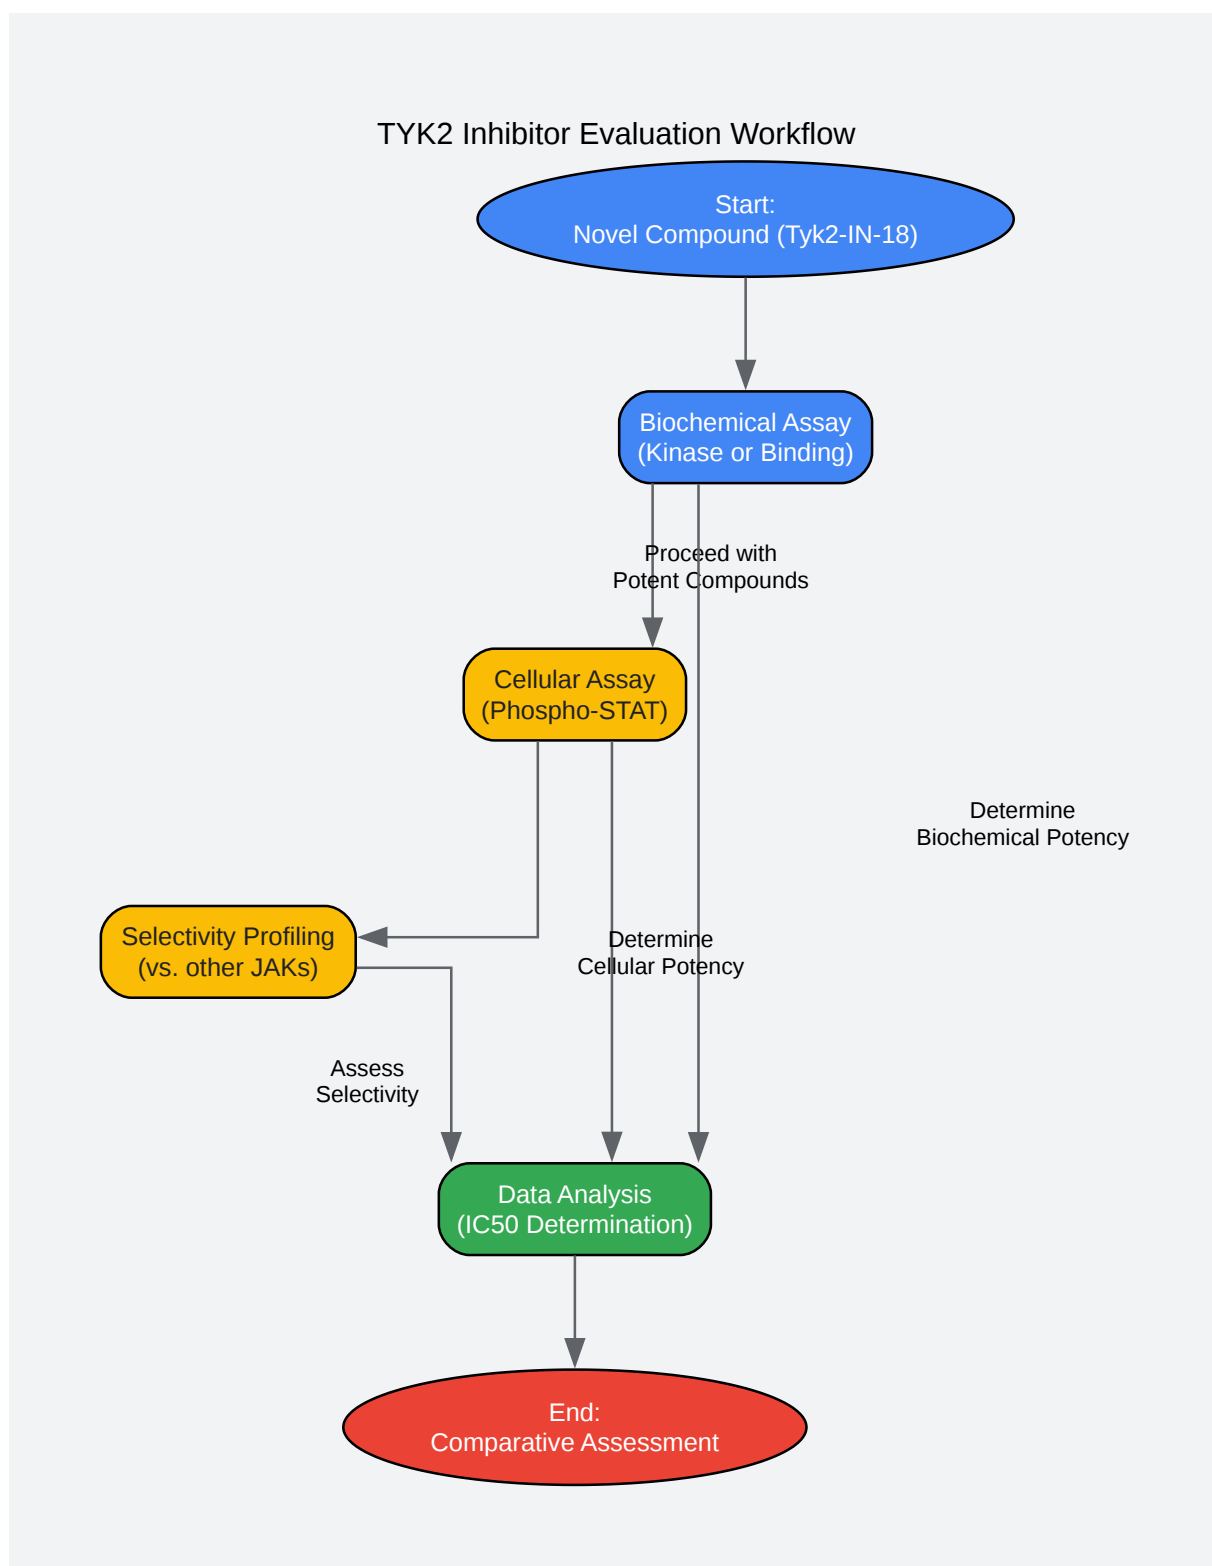 TYK2 Inhibitor Evaluation Workflow
Start:
Novel Compound (Tyk2-IN-18)
Biochemical Assay
(Kinase or Binding)
Proceed with
Potent Compounds
Cellular Assay
(Phospho-STAT)
Determine
Biochemical Potency
Selectivity Profiling
(vs. other JAKs)
Determine
Cellular Potency
Assess
Selectivity
Data Analysis
(IC50 Determination)
End:
Comparative Assessment